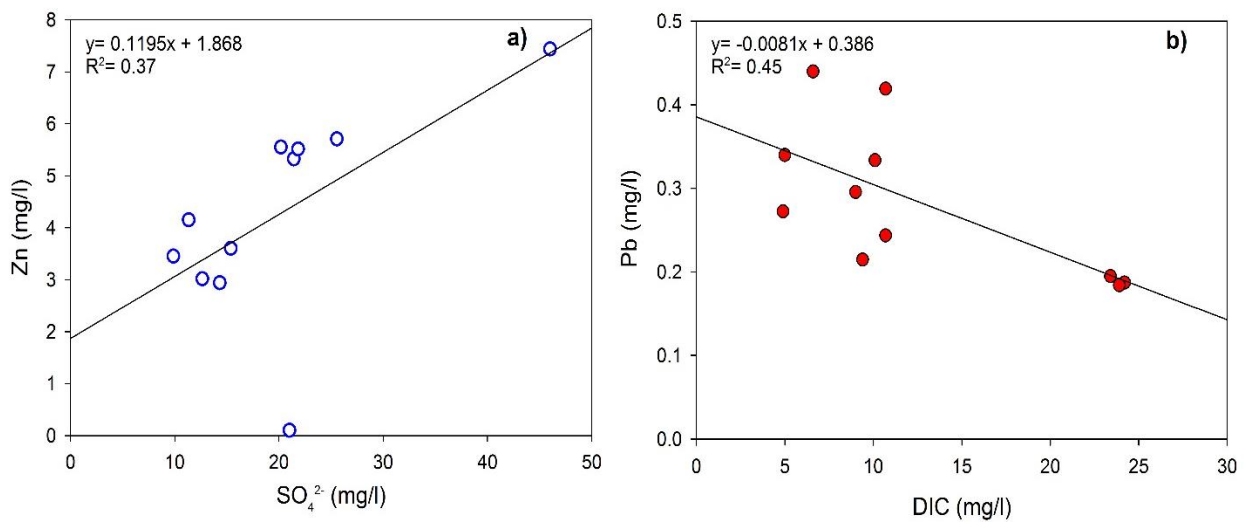 y= 0.1195x + 1.868
R²= 0.37
a)
8
7
6
5
4
3
2
1
0
Zn (mg/l)
0 10 20 30 40 50
SO₄²⁻ (mg/l)
y= -0.0081x + 0.386
R²= 0.45
b)
0.5
0.4
0.3
0.2
0.1
0.0
Pb (mg/l)
0 5 10 15 20 25 30
DIC (mg/l)